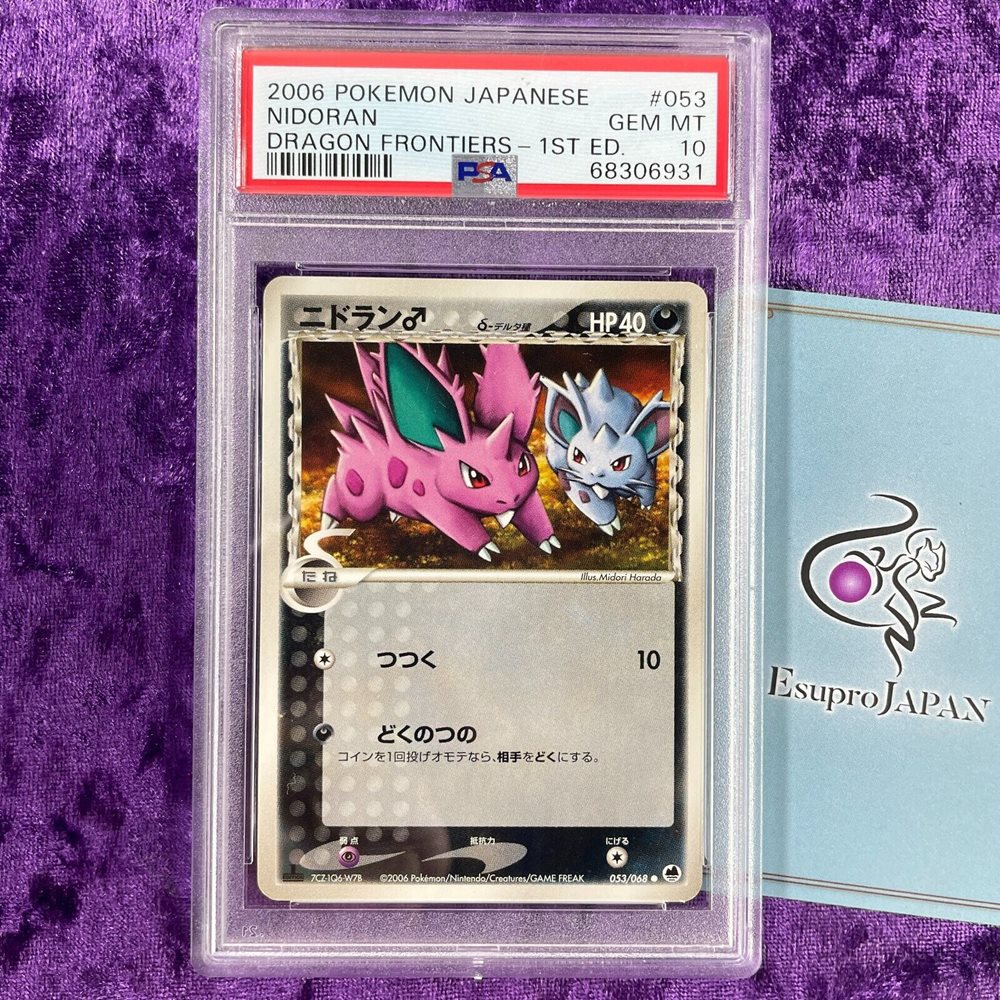 2006 POKEMON JAPANESE #053
NIDORAN GEM MT
DRAGON FRONTIERS - 1ST ED. 10
PSA 68306931
ニドラン♂ δ-デルタ種 HP40
たね
Illus.Midori Harada
つつく 10
どくのつの
コインを1回投げオモテなら、相手をどくにする。
弱点 抵抗力 にげる
7CZ-1Q6-W7B ©2006 Pokémon/Nintendo/Creatures/GAME FREAK 053/068
EsuproJAPAN